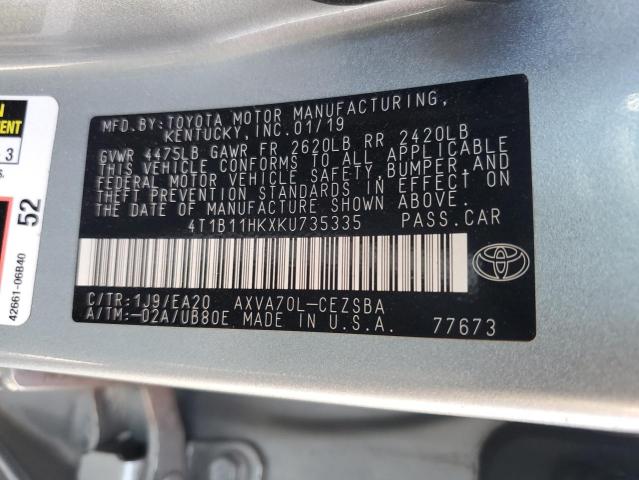 MFD.BY:TOYOTA MOTOR MANUFACTURING,
KENTUCKY, INC.01/19
GVWR 4475LB GAWR FR 2620LB RR 2420LB
THIS VEHICLE CONFORMS TO ALL APPLICABLE
FEDERAL MOTOR VEHICLE SAFETY, BUMPER, AND
THEFT PREVENTION STANDARDS IN EFFECT ON
THE DATE OF MANUFACTURE SHOWN ABOVE.
4T1B11HKXKU735335 PASS.CAR
C/TR:1J9/EA20 AXVA70L-CEZSBA
A/TM:-02A/UB80E MADE IN U.S.A. 77673
3
S.
52
42661-06B40